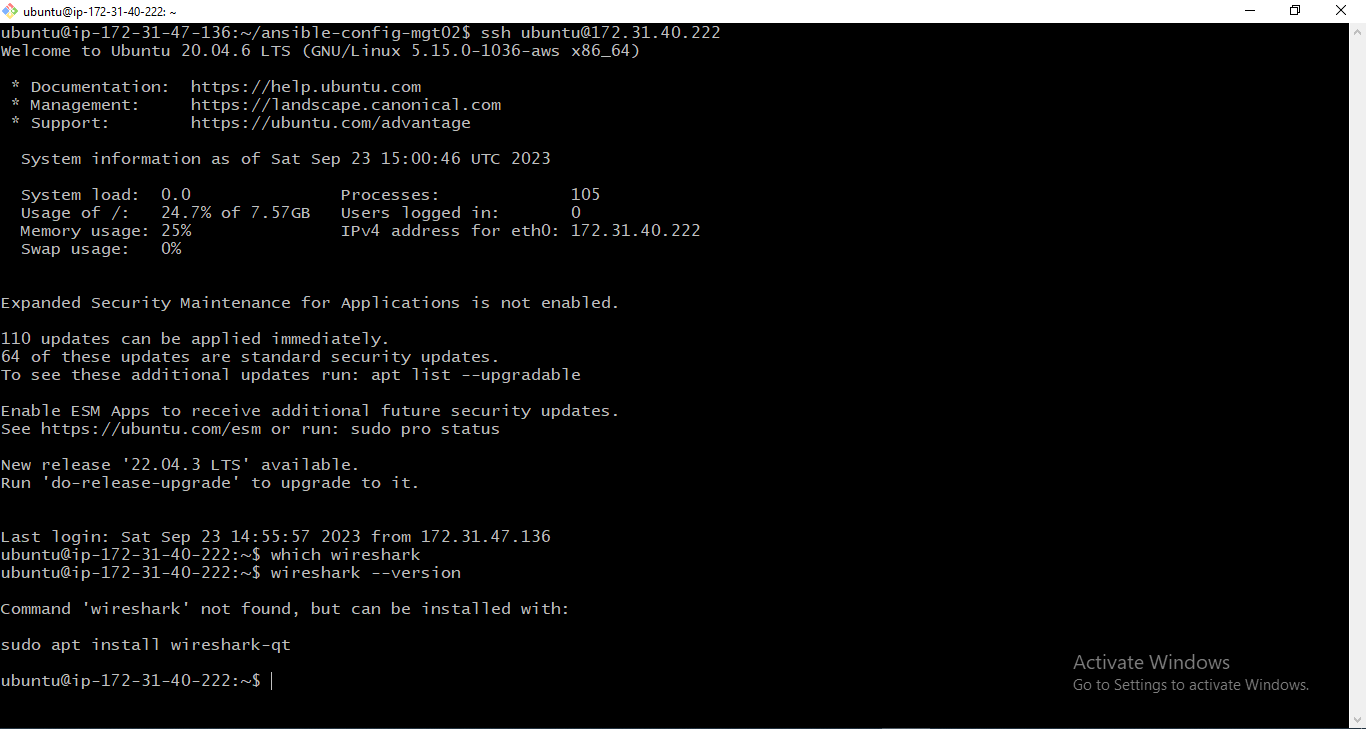 ubuntu@ip-172-31-40-222: ~
ubuntu@ip-172-31-47-136:~/ansible-config-mgt02$ ssh ubuntu@172.31.40.222
Welcome to Ubuntu 20.04.6 LTS (GNU/Linux 5.15.0-1036-aws x86_64)
* Documentation:  https://help.ubuntu.com
* Management:     https://landscape.canonical.com
* Support:        https://ubuntu.com/advantage
System information as of Sat Sep 23 15:00:46 UTC 2023
System load:  0.0               Processes:             105
Usage of /:   24.7% of 7.57GB   Users logged in:       0
Memory usage: 25%               IPv4 address for eth0: 172.31.40.222
Swap usage:   0%
Expanded Security Maintenance for Applications is not enabled.
110 updates can be applied immediately.
64 of these updates are standard security updates.
To see these additional updates run: apt list --upgradable
Enable ESM Apps to receive additional future security updates.
See https://ubuntu.com/esm or run: sudo pro status
New release '22.04.3 LTS' available.
Run 'do-release-upgrade' to upgrade to it.
Last login: Sat Sep 23 14:55:57 2023 from 172.31.47.136
ubuntu@ip-172-31-40-222:~$ which wireshark
ubuntu@ip-172-31-40-222:~$ wireshark --version
Command 'wireshark' not found, but can be installed with:
sudo apt install wireshark-qt
ubuntu@ip-172-31-40-222:~$
Activate Windows
Go to Settings to activate Windows.